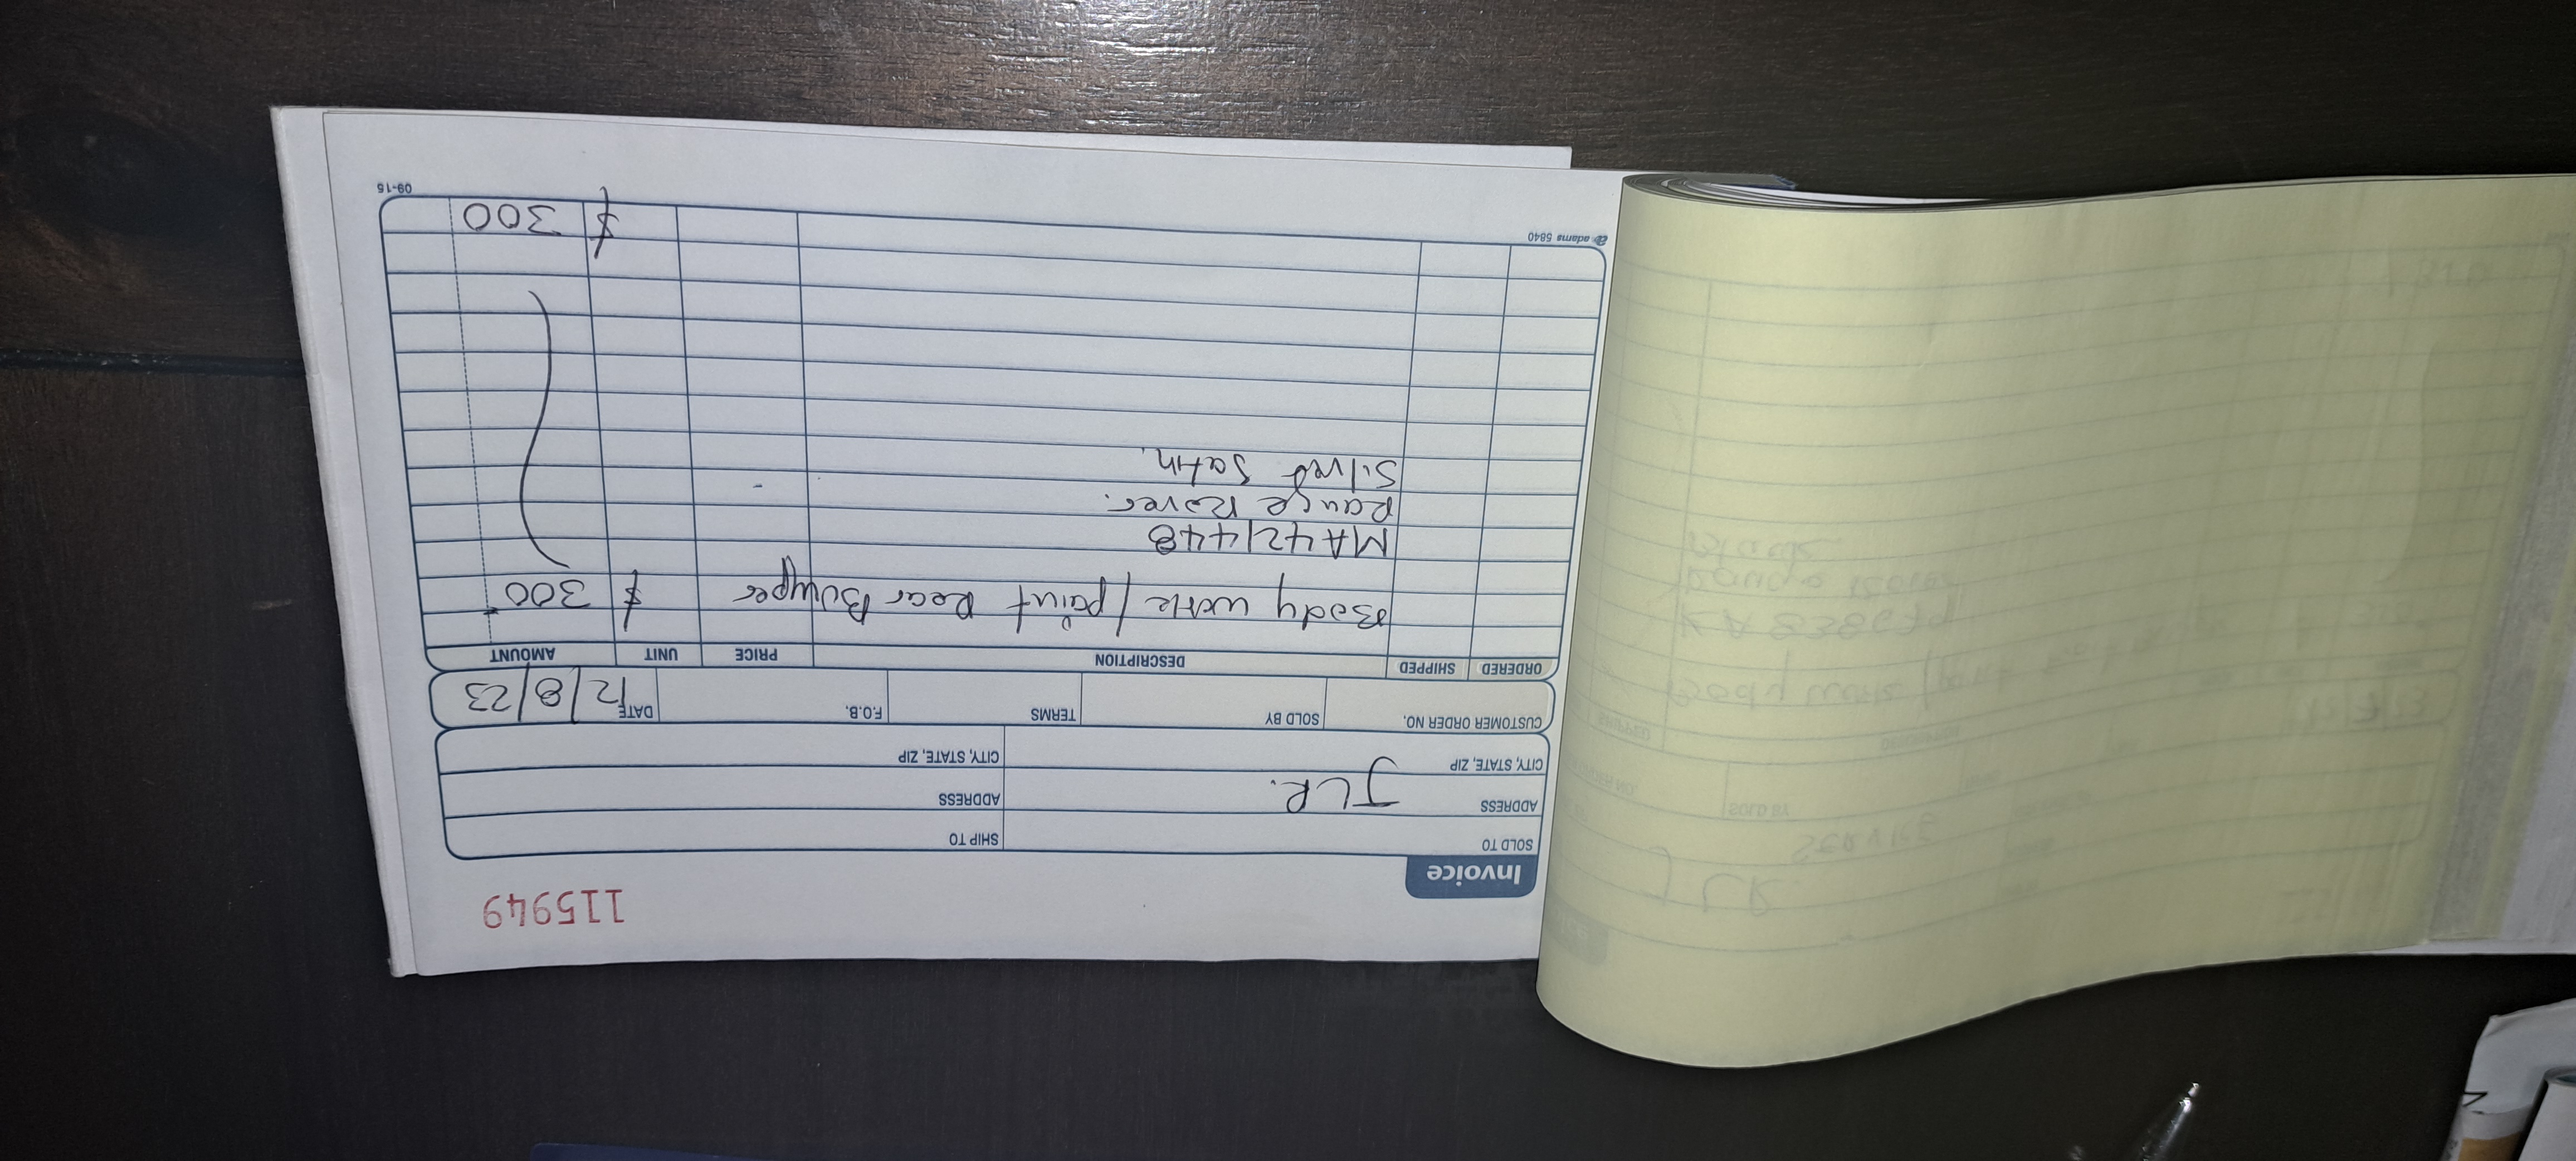 115949
Invoice
SOLD TO
SHIP TO
ADDRESS
JLR.
ADDRESS
CITY, STATE, ZIP
CITY, STATE, ZIP
CUSTOMER ORDER NO.
SOLD BY
TERMS
F.O.B.
DATE
12/8/23
ORDERED SHIPPED DESCRIPTION PRICE UNIT AMOUNT
Body work/paint Rear Bumper $ 300
MA421448
Range Rover.
Silver Satin.
adams 5840
$ 300
09-15